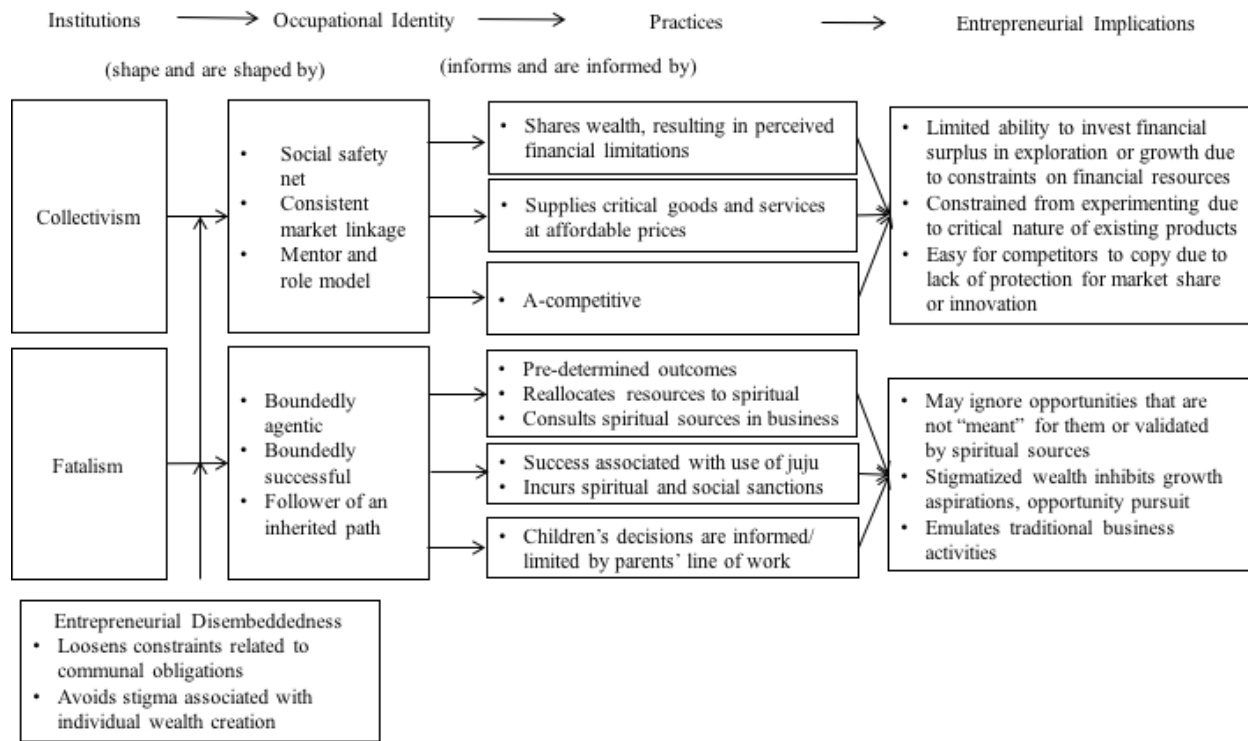 Institutions
Occupational Identity
Practices
Entrepreneurial Implications
(shape and are shaped by)
(informs and are informed by)
Collectivism
• Social safety
net
• Consistent
market linkage
• Mentor and
role model
• Shares wealth, resulting in perceived
financial limitations
• Supplies critical goods and services
at affordable prices
• A-competitive
• Limited ability to invest financial
surplus in exploration or growth due
to constraints on financial resources
• Constrained from experimenting due
to critical nature of existing products
• Easy for competitors to copy due to
lack of protection for market share
or innovation
Fatalism
• Boundedly
agentic
• Boundedly
successful
• Follower of an
inherited path
• Pre-determined outcomes
• Reallocates resources to spiritual
• Consults spiritual sources in business
• Success associated with use of juju
• Incurs spiritual and social sanctions
• Children’s decisions are informed/
limited by parents’ line of work
• May ignore opportunities that are
not “meant” for them or validated
by spiritual sources
• Stigmatized wealth inhibits growth
aspirations, opportunity pursuit
• Emulates traditional business
activities
Entrepreneurial Disembeddedness
• Loosens constraints related to
communal obligations
• Avoids stigma associated with
individual wealth creation